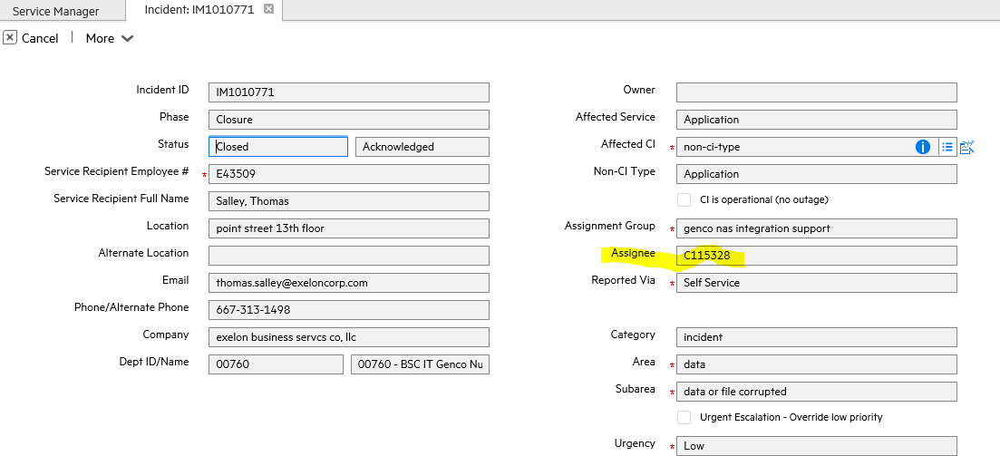 Service Manager
Incident: IM1010771
Cancel
More
Incident ID IM1010771
Phase Closure
Status Closed Acknowledged
Service Recipient Employee # * E43509
Service Recipient Full Name Salley, Thomas
Location point street 13th floor
Alternate Location
Email thomas.salley@exeloncorp.com
Phone/Alternate Phone 667-313-1498
Company exelon business servcs co, llc
Dept ID/Name 00760 00760 - BSC IT Genco Nu
Owner
Affected Service Application
Affected CI * non-ci-type
Non-CI Type Application
CI is operational (no outage)
Assignment Group * genco nas integration support
Assignee C115328
Reported Via * Self Service
Category incident
Area * data
Subarea * data or file corrupted
Urgent Escalation - Override low priority
Urgency * Low